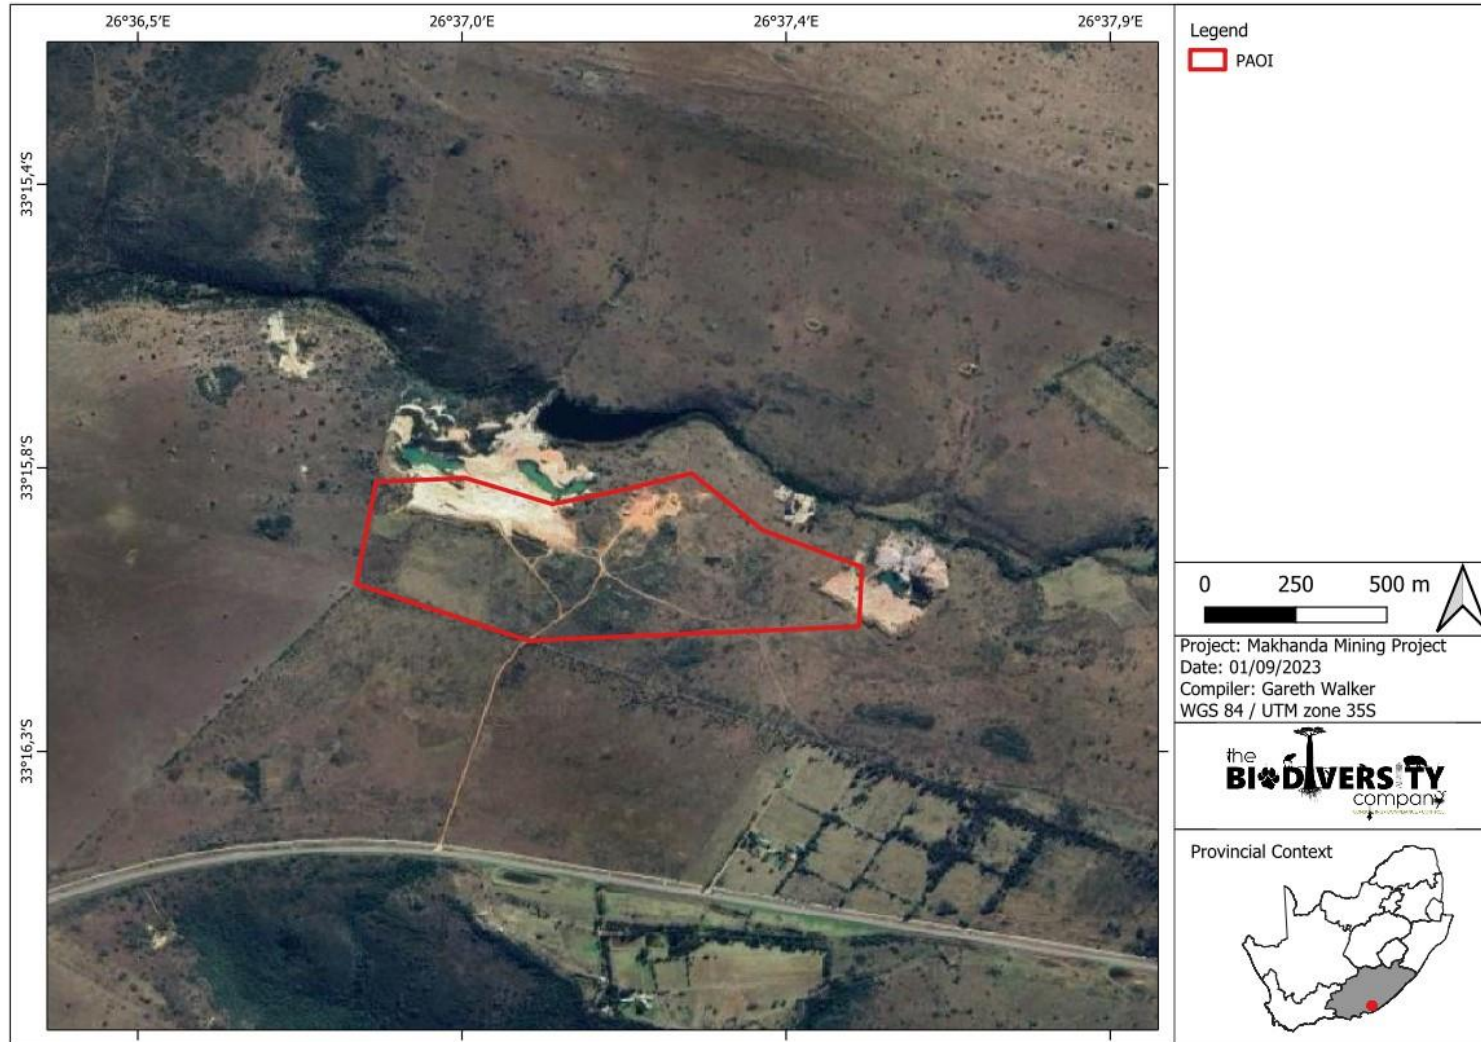 26°36,5'E
26°37,0'E
26°37,4'E
26°37,9'E
33°15,4'S
33°15,8'S
33°16,3'S
Legend
PAOI
0 250 500 m
Project: Makhanda Mining Project
Date: 01/09/2023
Compiler: Gareth Walker
WGS 84 / UTM zone 35S
the
BIODIVERSITY
company
Provincial Context